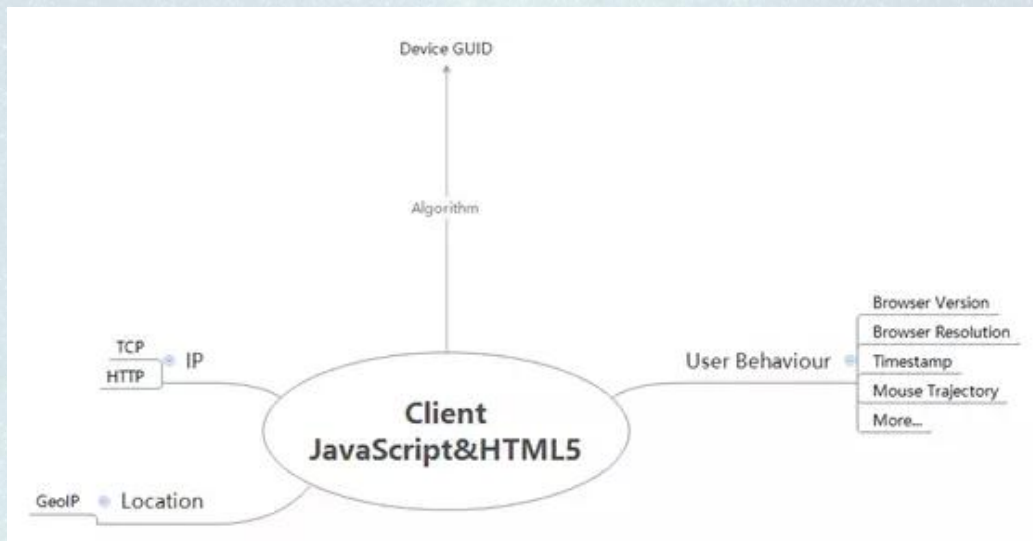 Device GUID
Algorithm
TCP
HTTP
IP
GeoIP
Location
Client
JavaScript&HTML5
User Behaviour
Browser Version
Browser Resolution
Timestamp
Mouse Trajectory
More...